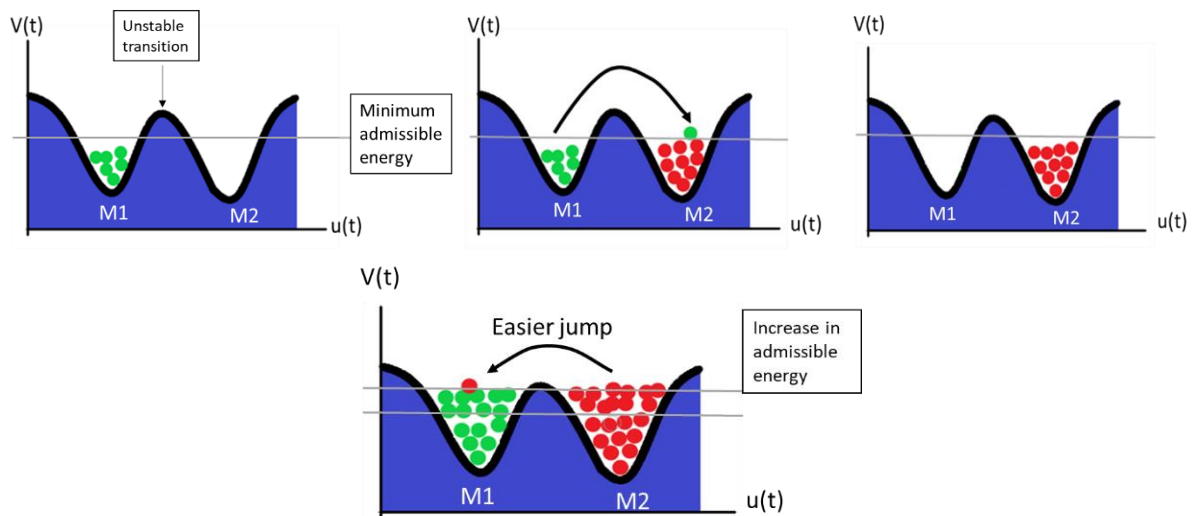 V(t)
Unstable
transition
M1
M2
u(t)
Minimum
admissible
energy
V(t)
M1
M2
u(t)
V(t)
M1
M2
u(t)
V(t)
Easier jump
M1
M2
u(t)
Increase in
admissible
energy